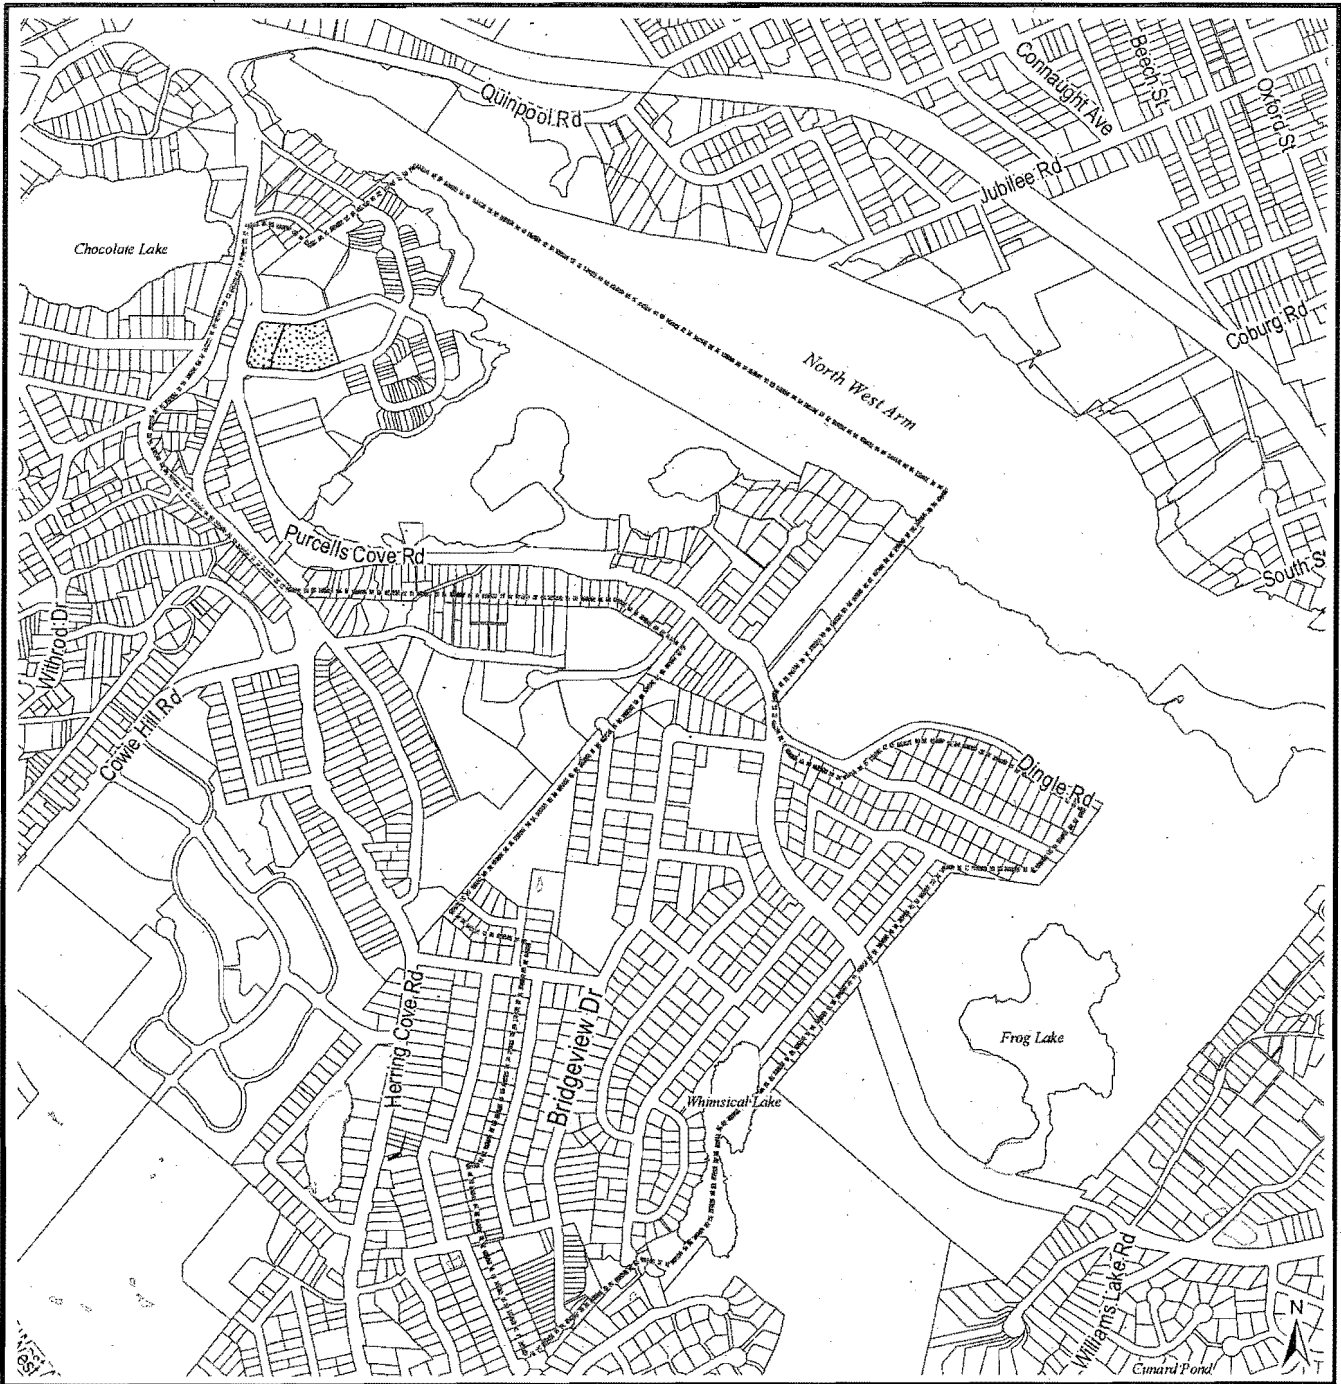 Connaught Ave
Beech St
Oxford St
Quinpool Rd
Jubilee Rd
Chocolate Lake
Coburg Rd
North West Arm
Purcells Cove Rd
South S
Withrod Dr
Cowie Hill Rd
Dingle Rd
Herring Cove Rd
Bridgeview Dr
Frog Lake
Whimsical Lake
Williams Lake Rd
N
Cunard Pond